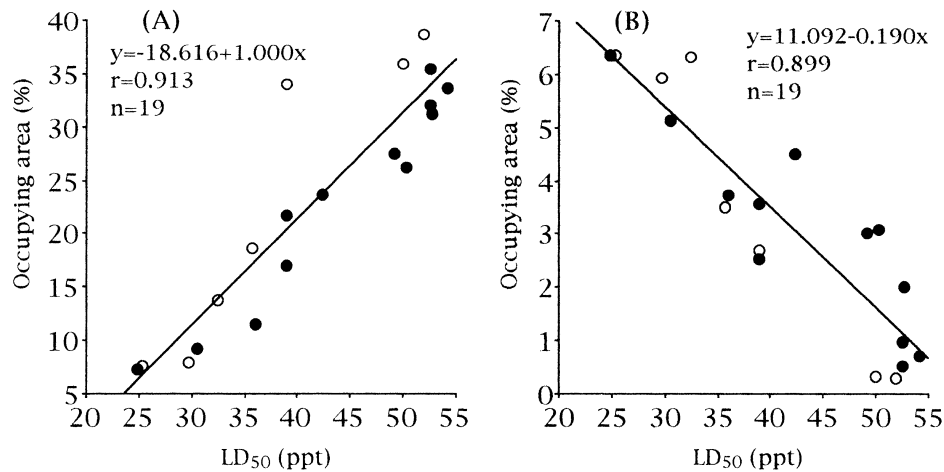 (A)
y=-18.616+1.000x
r=0.913
n=19
Occupying area (%)
40
35
30
25
20
15
10
5
20 25 30 35 40 45 50 55
LD50 (ppt)
(B)
y=11.092-0.190x
r=0.899
n=19
Occupying area (%)
7
6
5
4
3
2
1
0
20 25 30 35 40 45 50 55
LD50 (ppt)